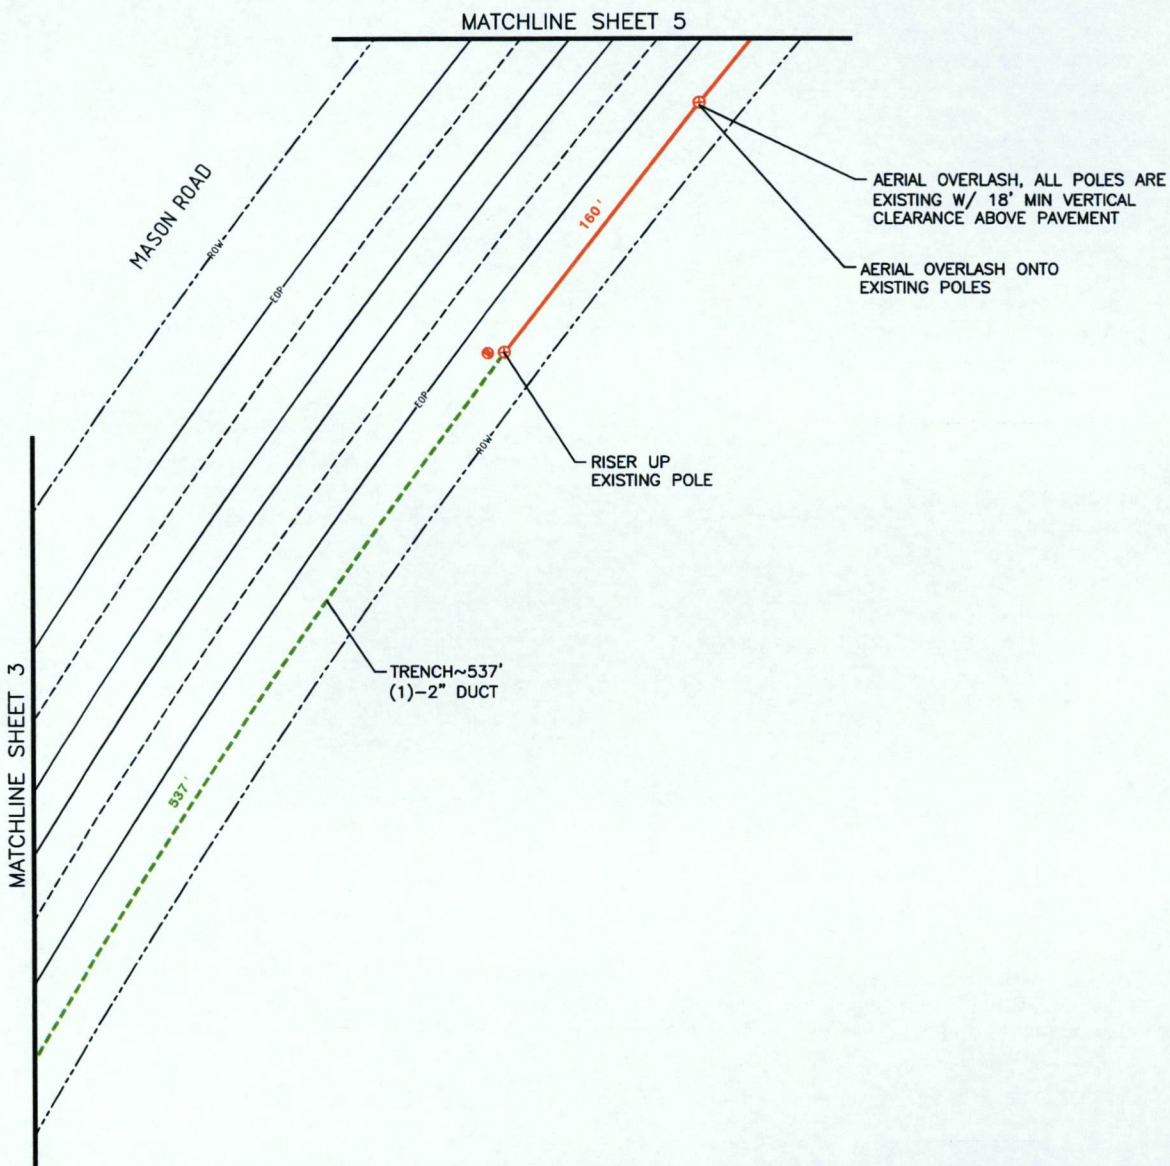 MATCHLINE SHEET 5
MASON ROAD
ROW
EOP
160'
AERIAL OVERLASH, ALL POLES ARE
EXISTING W/ 18' MIN VERTICAL
CLEARANCE ABOVE PAVEMENT
AERIAL OVERLASH ONTO
EXISTING POLES
EOP
ROW
RISER UP
EXISTING POLE
TRENCH~537'
(1)-2" DUCT
537'
MATCHLINE SHEET 3